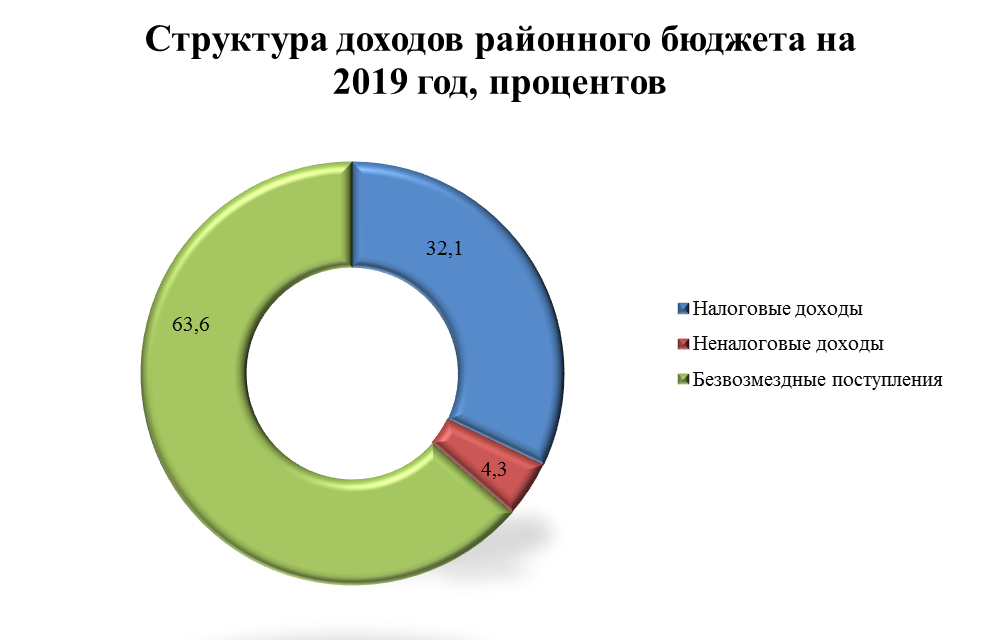 Структура доходов районного бюджета на
2019 год, процентов
32,1
63,6
4,3
Налоговые доходы
Неналоговые доходы
Безвозмездные поступления